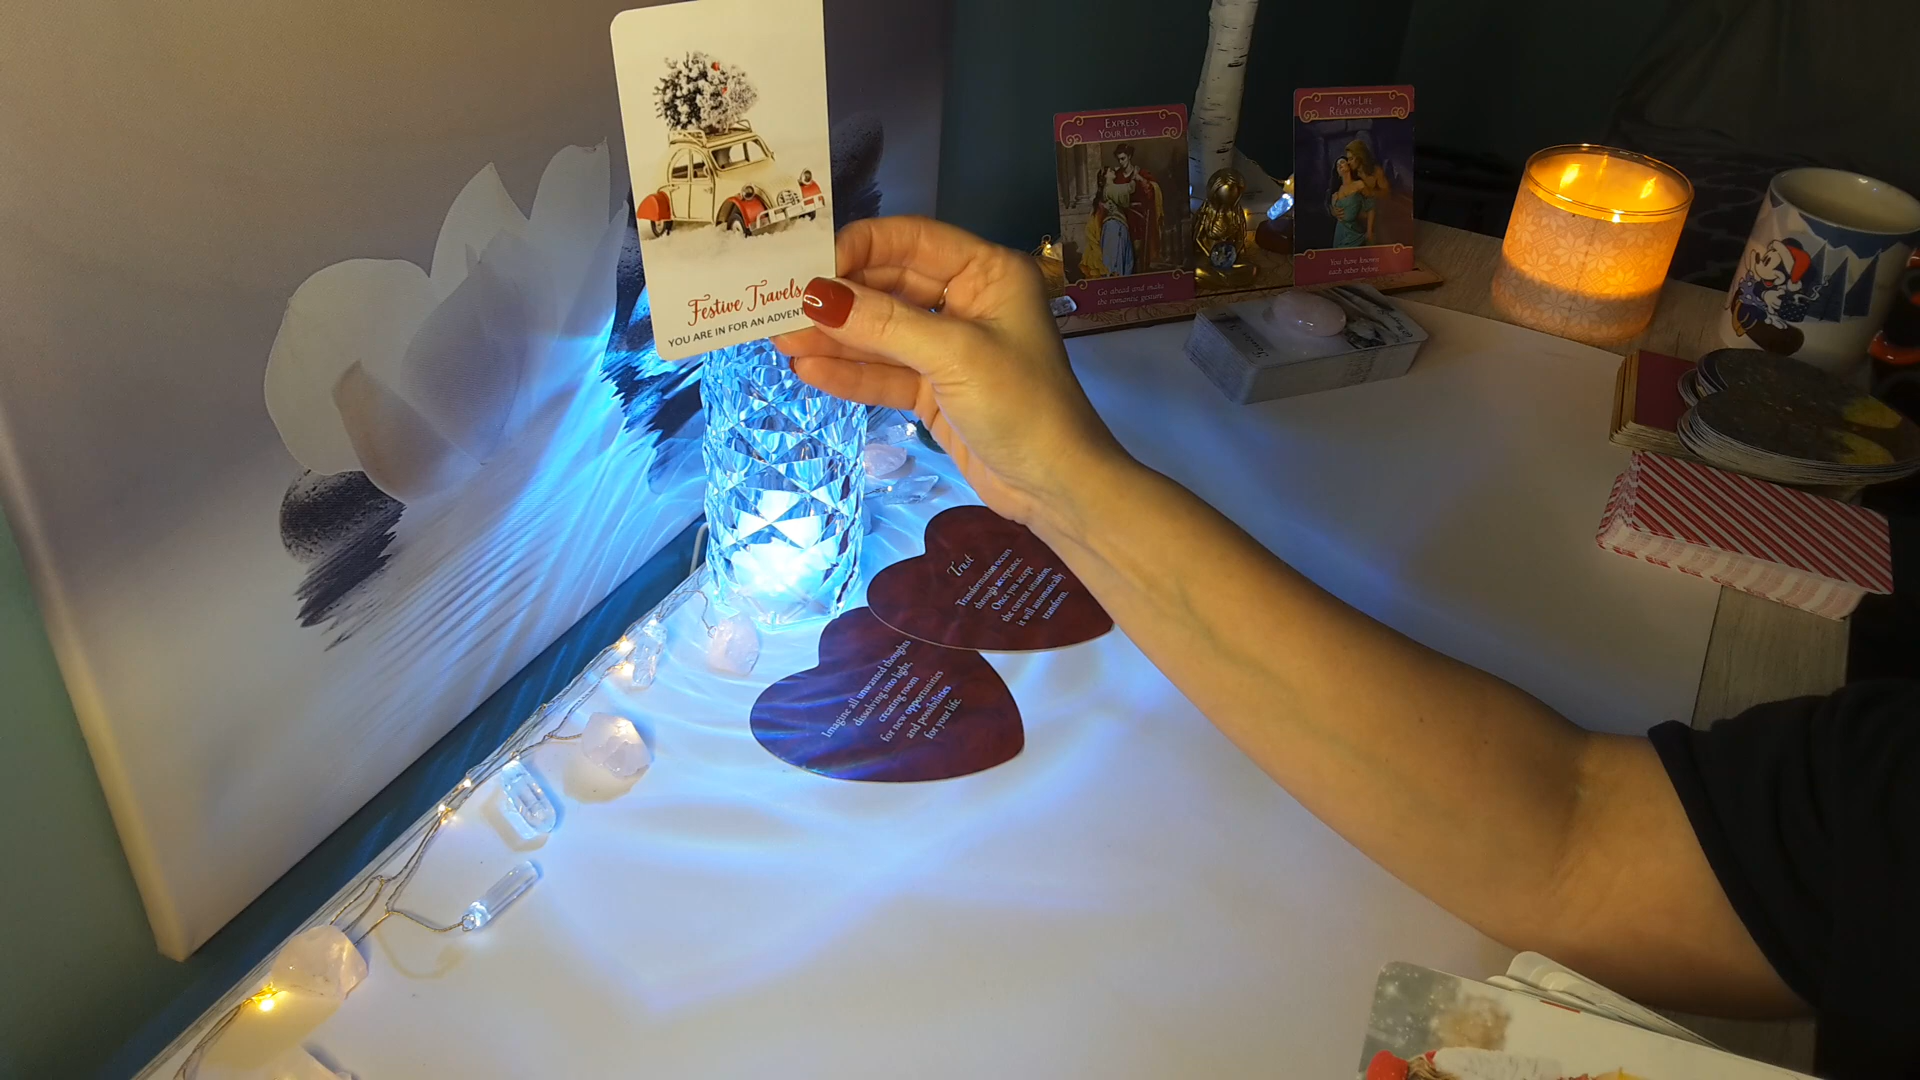 Festive Travels
YOU ARE IN FOR AN
EXPRESS
YOUR LOVE
Go ahead and make
the romantic gesture
PAST-LIFE
RELATIONSHIP
You have known
each other before
Trust
Transformation occurs
through acceptance.
Once you accept
the current situation,
it will automatically
transform.
Imagine all unwanted thoughts
dissolving into light,
creating room
for new opportunities
and possibilities
for your life.